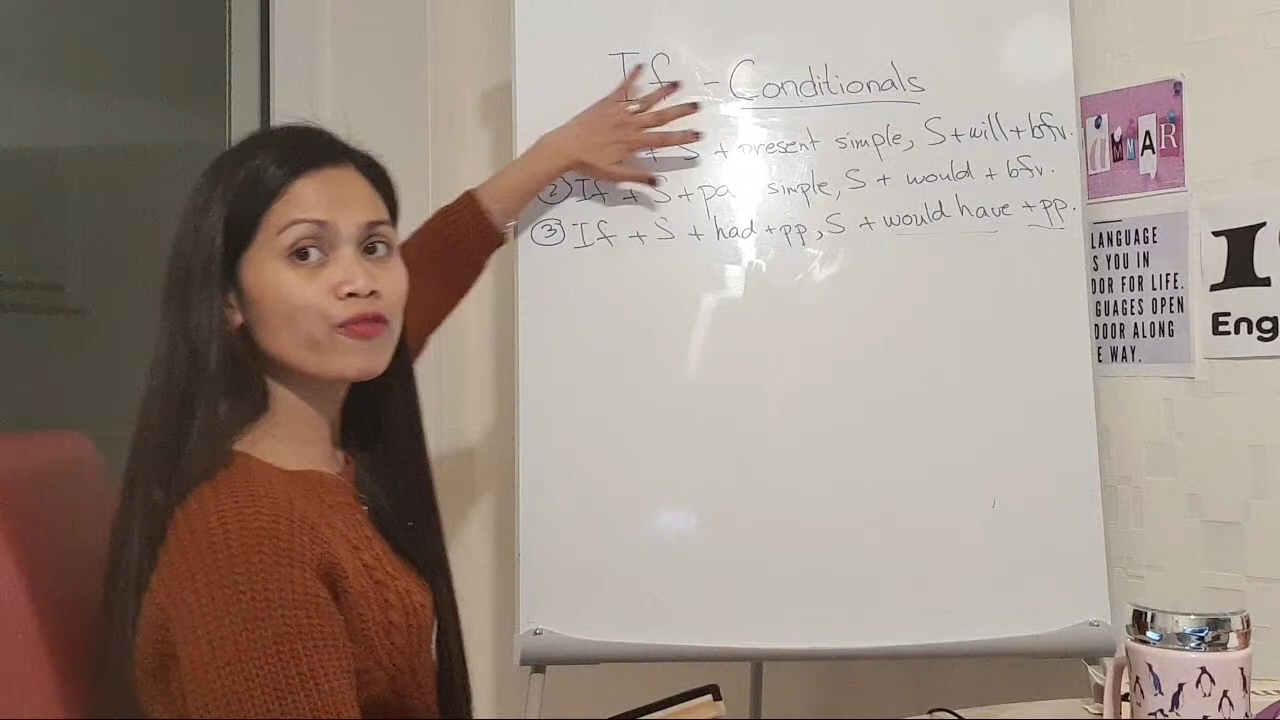 If - Conditionals
+ S + present simple, S + will + bfv.
② If + S + pa simple, S + would + bfv.
③ If + S + had + pp, S + would have + pp.
GAMMAR
LANGUAGE
S YOU IN
DOR FOR LIFE.
GUAGES OPEN
DOOR ALONG
E WAY.
I
Eng